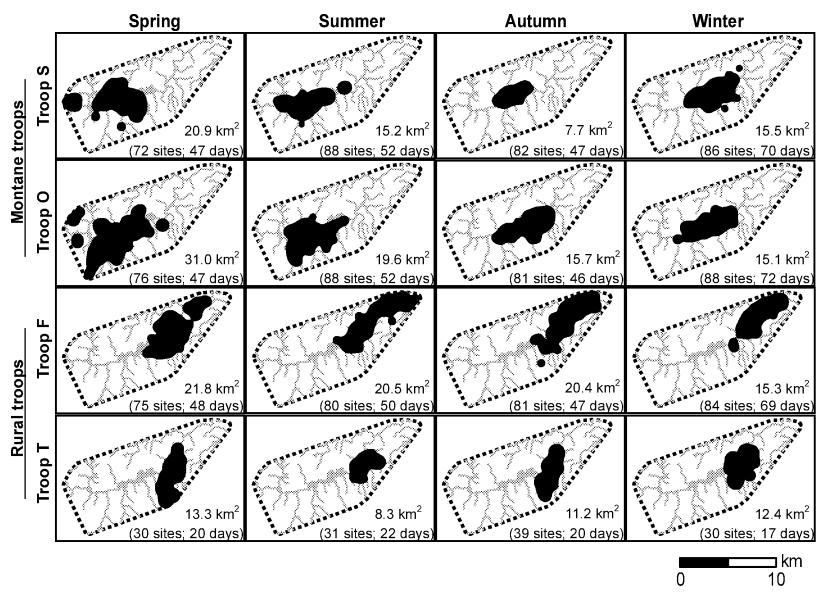 Spring Summer Autumn Winter
Montane troops
Troop S
20.9 km² 15.2 km² 7.7 km² 15.5 km²
(72 sites; 47 days) (88 sites; 52 days) (82 sites; 47 days) (86 sites; 70 days)
Troop O
31.0 km² 19.6 km² 15.7 km² 15.1 km²
(76 sites; 47 days) (88 sites; 52 days) (81 sites; 46 days) (88 sites; 72 days)
Rural troops
Troop F
21.8 km² 20.5 km² 20.4 km² 15.3 km²
(75 sites; 48 days) (80 sites; 50 days) (81 sites; 47 days) (84 sites; 69 days)
Troop T
13.3 km² 8.3 km² 11.2 km² 12.4 km²
(30 sites; 20 days) (31 sites; 22 days) (39 sites; 20 days) (30 sites; 17 days)
km
0 10